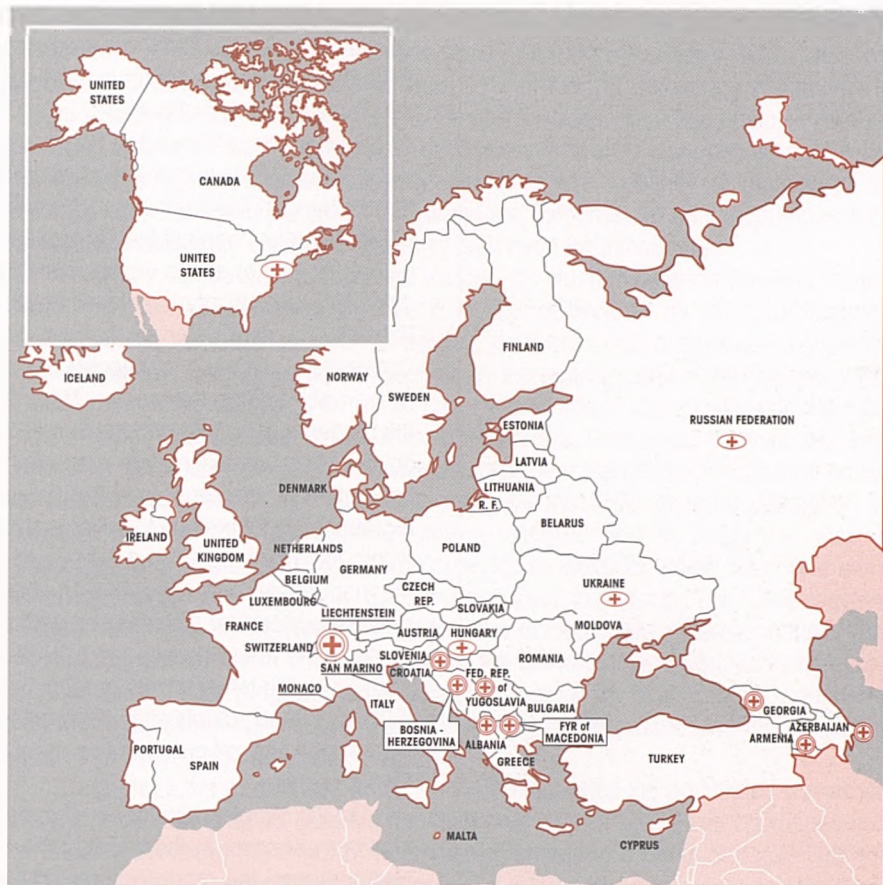 UNITED
STATES
CANADA
UNITED
STATES
ICELAND
NORWAY
SWEDEN
FINLAND
RUSSIAN FEDERATION
ESTONIA
LATVIA
LITHUANIA
R. F.
DENMARK
BELARUS
IRELAND
UNITED
KINGDOM
NETHERLANDS
POLAND
GERMANY
BELGIUM
CZECH
REP.
UKRAINE
LUXEMBOURG
SLOVAKIA
LIECHTENSTEIN
FRANCE
MOLDOVA
AUSTRIA
HUNGARY
SWITZERLAND
SLOVENIA
ROMANIA
SAN MARINO
CROATIA
FED. REP.
of
YUGOSLAVIA
MONACO
ITALY
BULGARIA
GEORGIA
BOSNIA -
HERZEGOVINA
FYR of
MACEDONIA
AZERBAIJAN
ARMENIA
ALBANIA
PORTUGAL
SPAIN
GREECE
TURKEY
MALTA
CYPRUS